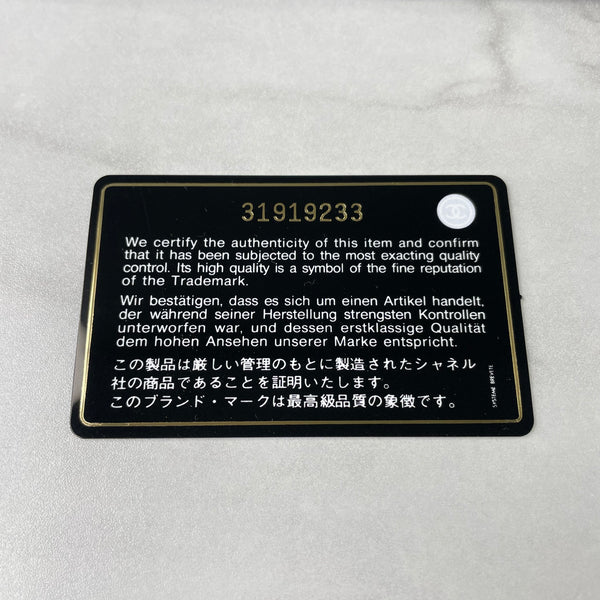 31919233
We certify the authenticity of this item and confirm
that it has been subjected to the most exacting quality
control. Its high quality is a symbol of the fine reputation
of the Trademark.
Wir bestätigen, dass es sich um einen Artikel handelt,
der während seiner Herstellung strengsten Kontrollen
unterworfen war, und dessen erstklassige Qualität
dem hohen Ansehen unserer Marke entspricht.
この製品は厳しい管理のもとに製造されたシャネル
社の商品であることを証明いたします。
このブランド・マークは最高級品質の象徴です。
SYSTEME BREVETE